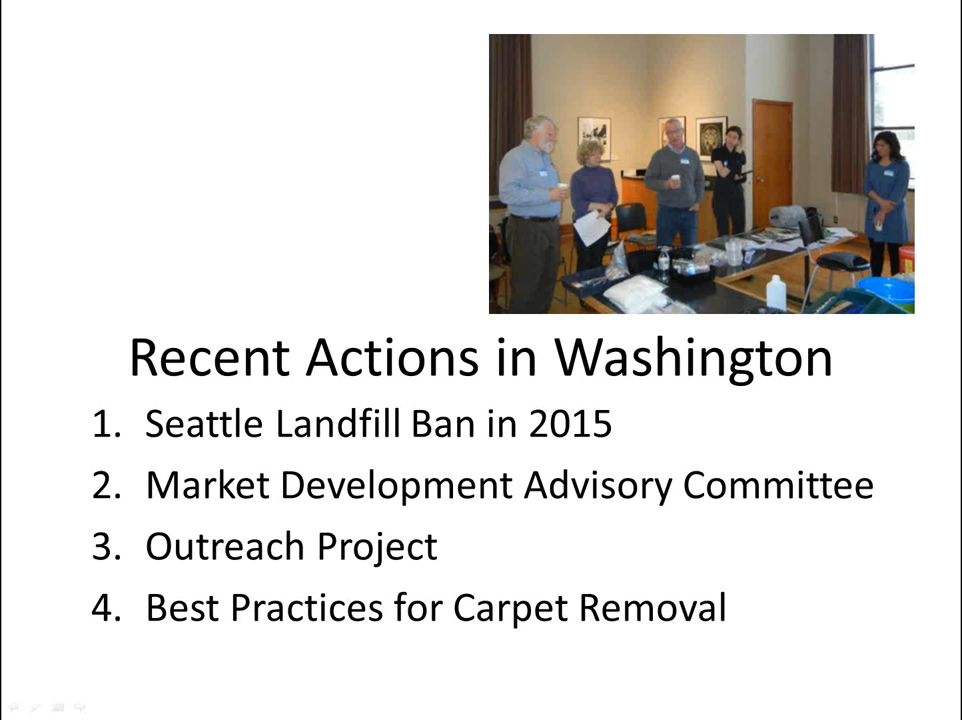 Recent Actions in Washington
1. Seattle Landfill Ban in 2015
2. Market Development Advisory Committee
3. Outreach Project
4. Best Practices for Carpet Removal